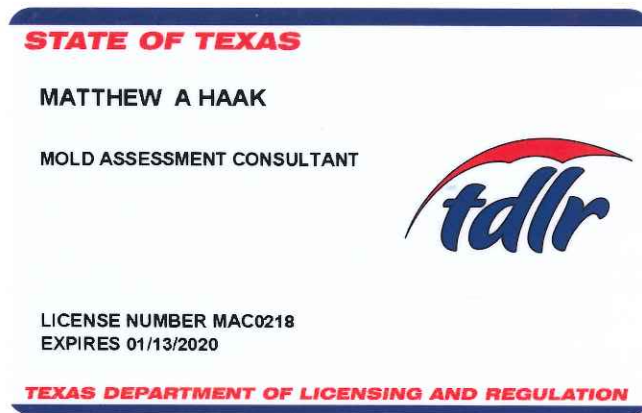 STATE OF TEXAS
MATTHEW A HAAK
MOLD ASSESSMENT CONSULTANT
tdlr
LICENSE NUMBER MAC0218
EXPIRES 01/13/2020
TEXAS DEPARTMENT OF LICENSING AND REGULATION